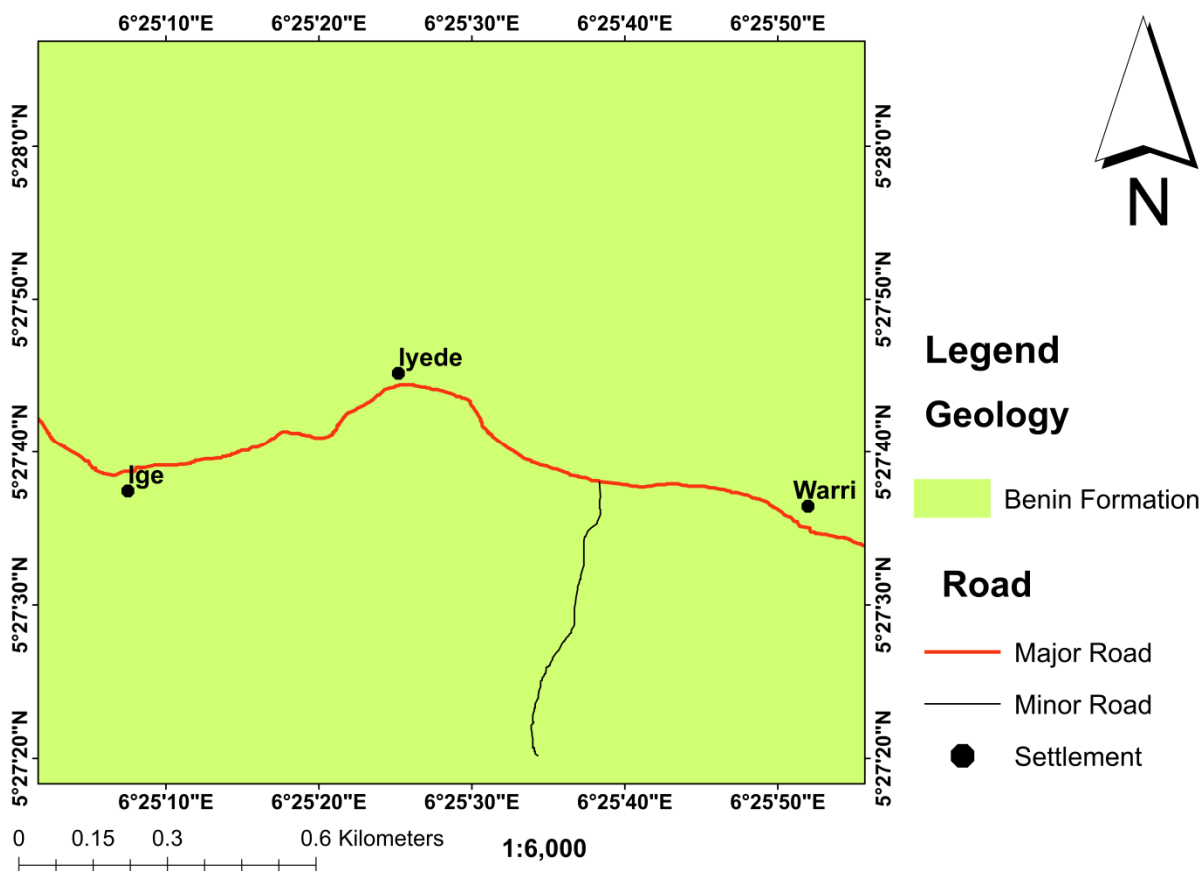 6°25'10"E 6°25'20"E 6°25'30"E 6°25'40"E 6°25'50"E
5°28'0"N
5°27'50"N
5°27'40"N
5°27'30"N
5°27'20"N
Iyede
Ige
Warri
5°28'0"N
5°27'50"N
5°27'40"N
5°27'30"N
5°27'20"N
6°25'10"E 6°25'20"E 6°25'30"E 6°25'40"E 6°25'50"E
0 0.15 0.3 0.6 Kilometers
1:6,000
N
Legend
Geology
Benin Formation
Road
Major Road
Minor Road
Settlement